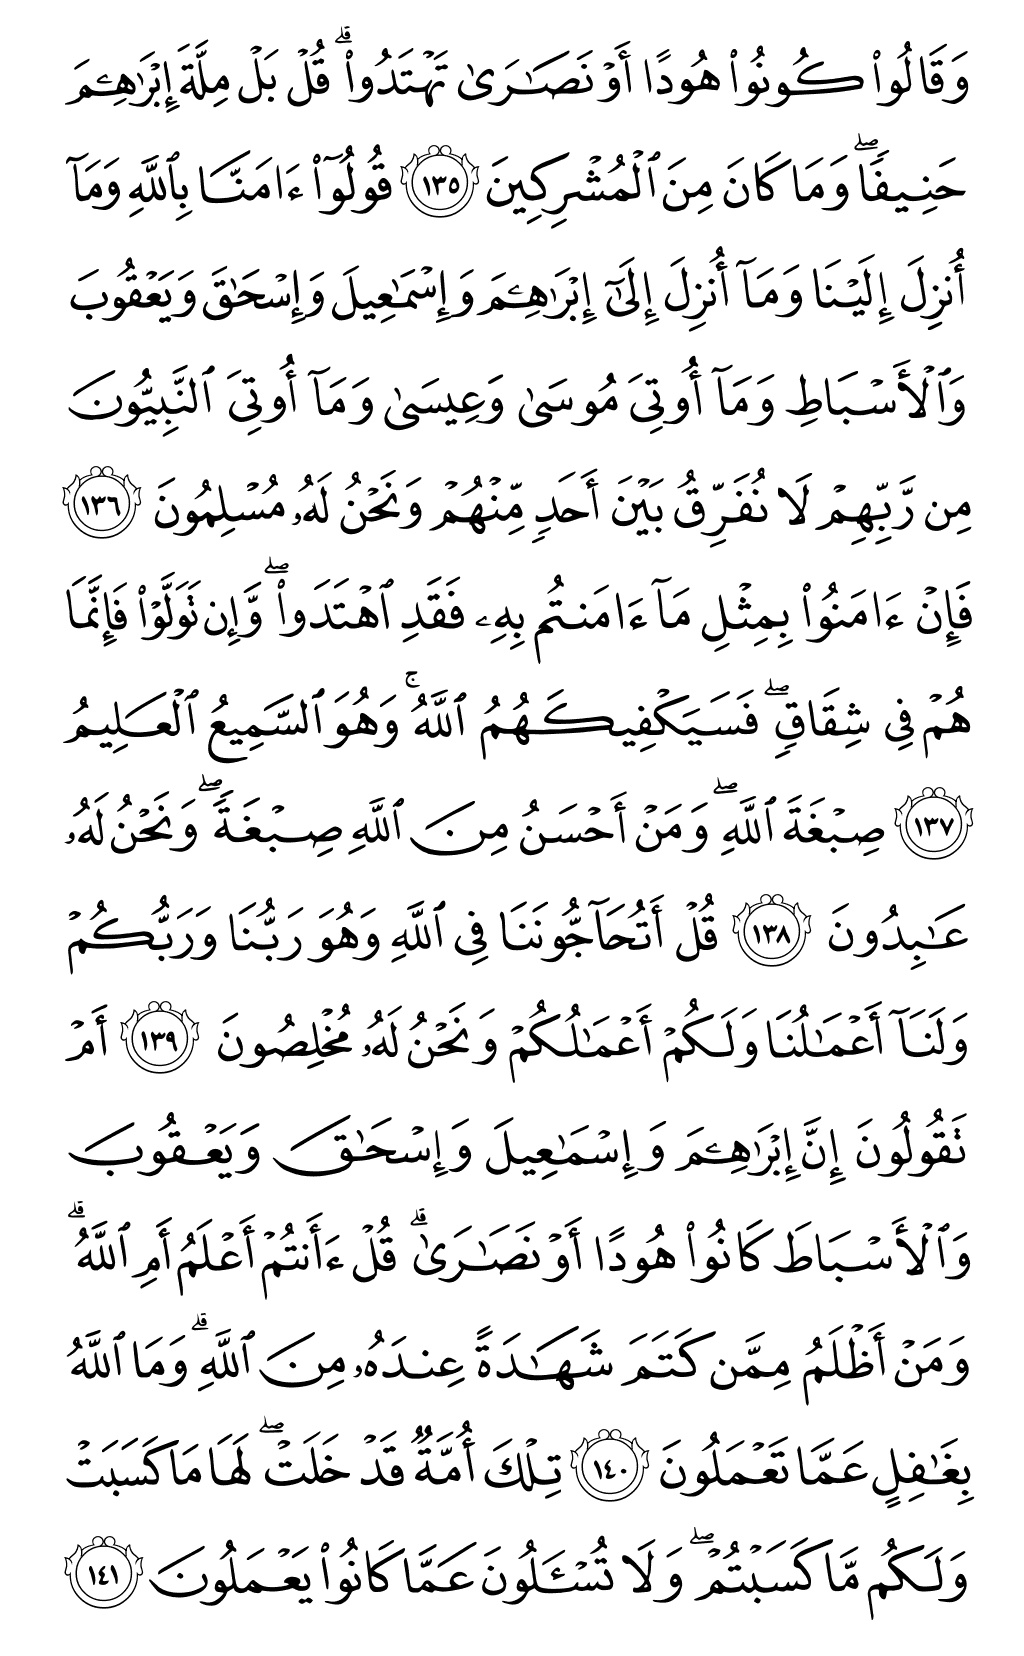 وَقَالُوا۟ كُونُوا۟ هُودًا أَوْ نَصَـٰرَىٰ تَهْتَدُوا۟ ۗ قُلْ بَلْ مِلَّةَ إِبْرَٰهِـۧمَ
حَنِيفًا ۖ وَمَا كَانَ مِنَ ٱلْمُشْرِكِينَ ١٣٥ قُولُوٓا۟ ءَامَنَّا بِٱللَّهِ وَمَآ
أُنزِلَ إِلَيْنَا وَمَآ أُنزِلَ إِلَىٰٓ إِبْرَٰهِـۧمَ وَإِسْمَـٰعِيلَ وَإِسْحَـٰقَ وَيَعْقُوبَ
وَٱلْأَسْبَاطِ وَمَآ أُوتِىَ مُوسَىٰ وَعِيسَىٰ وَمَآ أُوتِىَ ٱلنَّبِيُّونَ
مِن رَّبِّهِمْ لَا نُفَرِّقُ بَيْنَ أَحَدٍ مِّنْهُمْ وَنَحْنُ لَهُۥ مُسْلِمُونَ ١٣٦
فَإِنْ ءَامَنُوا۟ بِمِثْلِ مَآ ءَامَنتُم بِهِۦ فَقَدِ ٱهْتَدَوا۟ ۖ وَّإِن تَوَلَّوْا۟ فَإِنَّمَا
هُمْ فِى شِقَاقٍ ۖ فَسَيَكْفِيكَهُمُ ٱللَّهُ ۚ وَهُوَ ٱلسَّمِيعُ ٱلْعَلِيمُ
١٣٧ صِبْغَةَ ٱللَّهِ ۖ وَمَنْ أَحْسَنُ مِنَ ٱللَّهِ صِبْغَةً ۖ وَنَحْنُ لَهُۥ
عَـٰبِدُونَ ١٣٨ قُلْ أَتُحَآجُّونَنَا فِى ٱللَّهِ وَهُوَ رَبُّنَا وَرَبُّكُمْ
وَلَنَآ أَعْمَـٰلُنَا وَلَكُمْ أَعْمَـٰلُكُمْ وَنَحْنُ لَهُۥ مُخْلِصُونَ ١٣٩ أَمْ
تَقُولُونَ إِنَّ إِبْرَٰهِـۧمَ وَإِسْمَـٰعِيلَ وَإِسْحَـٰقَ وَيَعْقُوبَ
وَٱلْأَسْبَاطَ كَانُوا۟ هُودًا أَوْ نَصَـٰرَىٰ ۗ قُلْ ءَأَنتُمْ أَعْلَمُ أَمِ ٱللَّهُ ۗ
وَمَنْ أَظْلَمُ مِمَّن كَتَمَ شَهَـٰدَةً عِندَهُۥ مِنَ ٱللَّهِ ۗ وَمَا ٱللَّهُ
بِغَـٰفِلٍ عَمَّا تَعْمَلُونَ ١٤٠ تِلْكَ أُمَّةٌ قَدْ خَلَتْ ۖ لَهَا مَا كَسَبَتْ
وَلَكُم مَّا كَسَبْتُمْ ۖ وَلَا تُسْـَٔلُونَ عَمَّا كَانُوا۟ يَعْمَلُونَ ١٤١